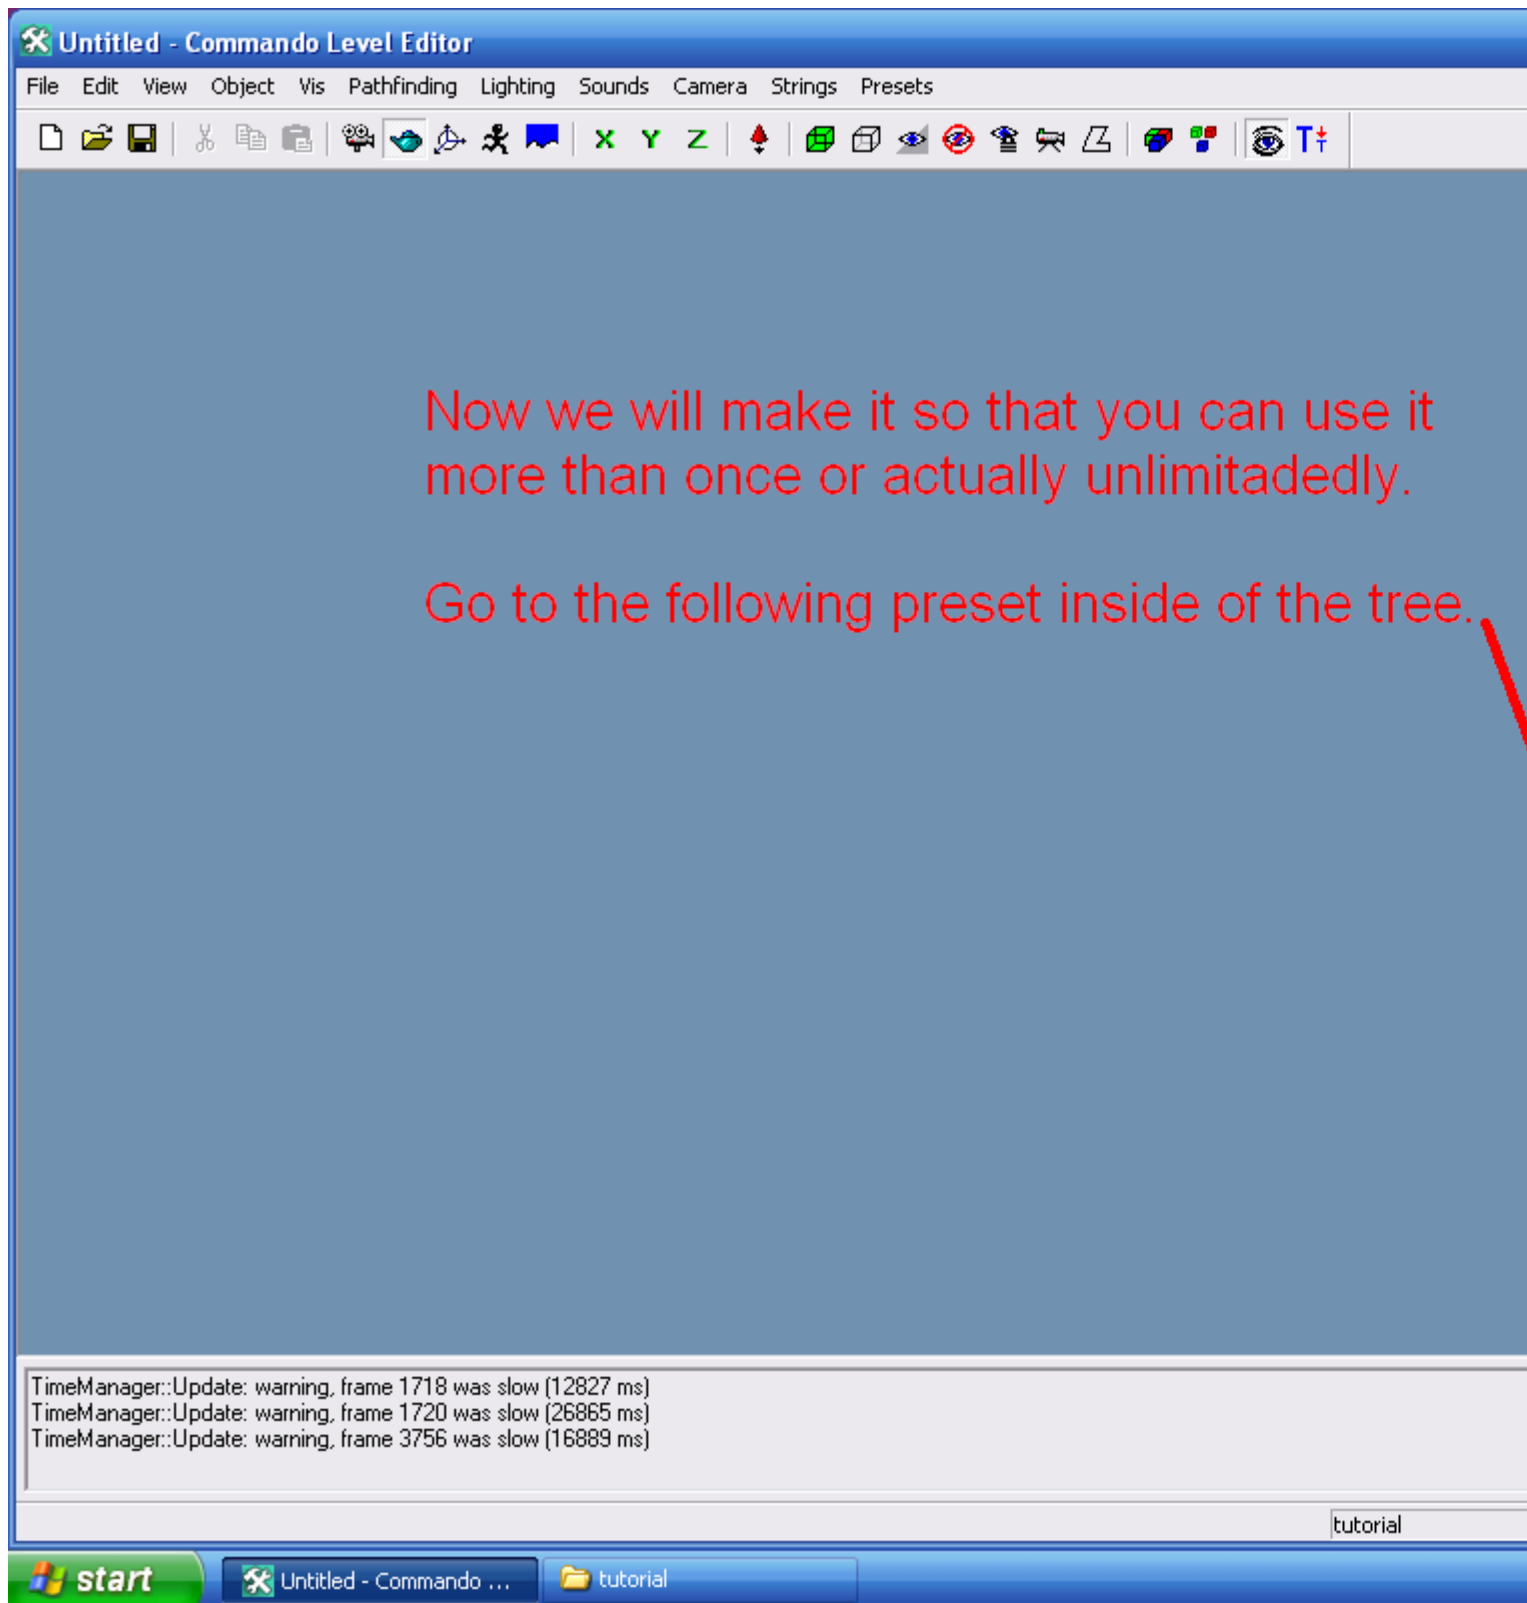 Untitled - Commando Level Editor
File Edit View Object Vis Pathfinding Lighting Sounds Camera Strings Presets
X Y Z T
Now we will make it so that you can use it
more than once or actually unlimitadedly.
Go to the following preset inside of the tree.
TimeManager::Update: warning, frame 1718 was slow (12827 ms)
TimeManager::Update: warning, frame 1720 was slow (26865 ms)
TimeManager::Update: warning, frame 3756 was slow (16889 ms)
tutorial
start Untitled - Commando ... tutorial